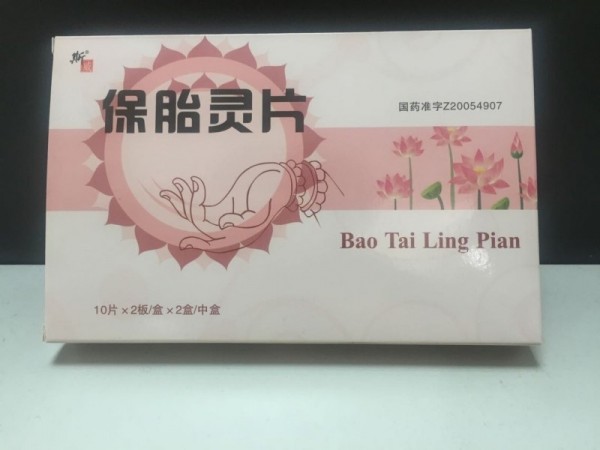 保胎灵片
国药准字Z20054907
Bao Tai Ling Pian
10片×2板/盒×2盒/中盒